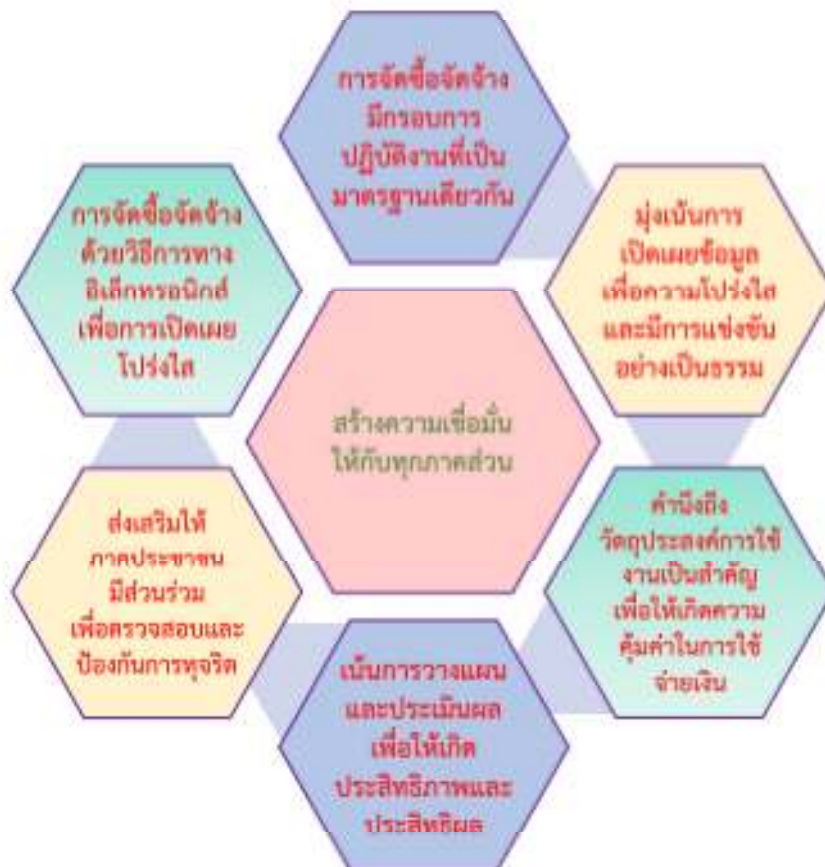 การจัดซื้อจัดจ้าง
มีกรอบการ
ปฏิบัติงานที่เป็น
มาตรฐานเดียวกัน
มุ่งเน้นการ
เปิดเผยข้อมูล
เพื่อความโปร่งใส
และมีการแข่งขัน
อย่างเป็นธรรม
คำนึงถึง
วัตถุประสงค์การใช้
งานเป็นสำคัญ
เพื่อให้เกิดความ
คุ้มค่าในการใช้
จ่ายเงิน
เน้นการวางแผน
และประเมินผล
เพื่อให้เกิด
ประสิทธิภาพและ
ประสิทธิผล
ส่งเสริมให้
ภาคประชาชน
มีส่วนร่วม
เพื่อตรวจสอบและ
ป้องกันการทุจริต
การจัดซื้อจัดจ้าง
ด้วยวิธีการทาง
อิเล็กทรอนิกส์
เพื่อการเปิดเผย
โปร่งใส
สร้างความเชื่อมั่น
ให้กับทุกภาคส่วน